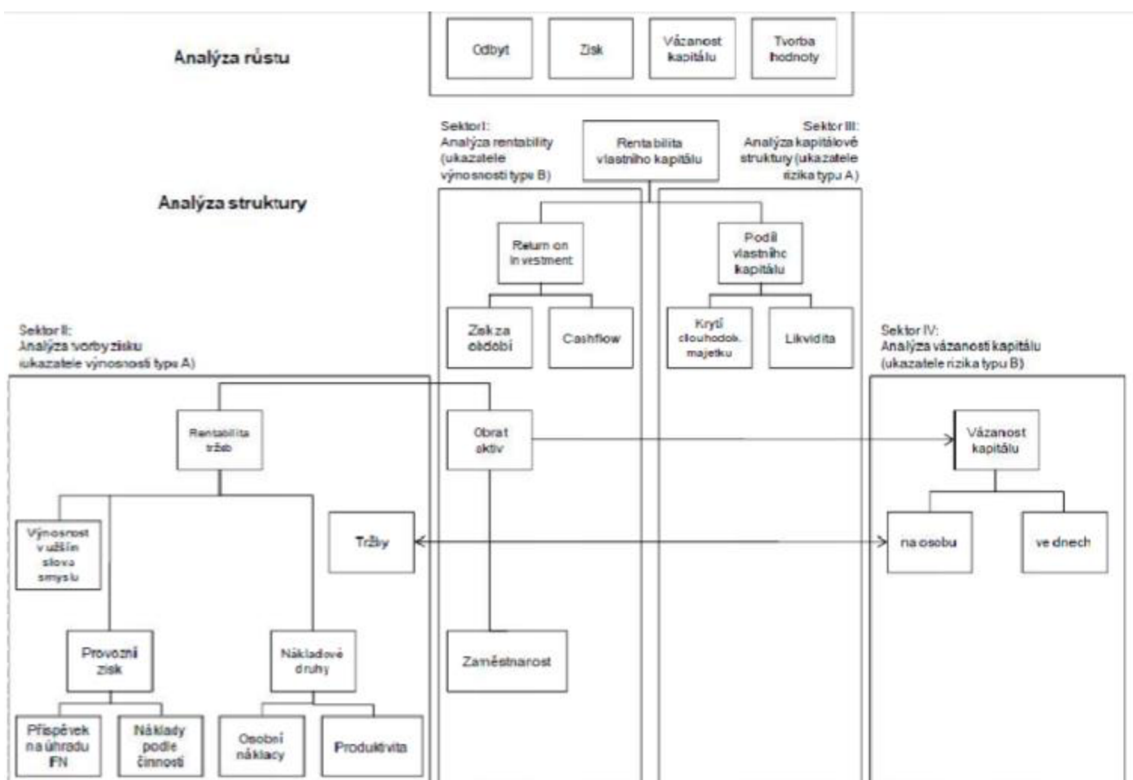 Analýza růstu
Odbyt
Zisk
Vázanost
kapitálu
Tvorba
hodnoty
Sektor I:
Analýza rentability
(ukazatele
výnosnosti typu B)
Rentabilita
vlastního kapitálu
Sektor III:
Analýza kapitálové
struktury (ukazatele
rizika typu A)
Analýza struktury
Return on
Investment
Podíl
vlastního
kapitálu
Zisk za
období
Cashflow
Krytí
dlouhodok.
majetku
Likvidita
Sektor II:
Analýza tvorby zisku
(ukazatele výnosnosti typu A)
Sektor IV:
Analýza vázanosti kapitálu
(ukazatele rizika typu B)
Rentabilita
tržeb
Obrat
aktiv
Vázanost
kapitálu
Výnosnost
v užším
slova
smyslu
Tržby
na osobu
ve dnech
Provozní
zisk
Nákladové
druhy
Zaměstnanost
Příspěvek
na úhradu
FN
Náklady
podle
činností
Osobní
náklady
Produktivita